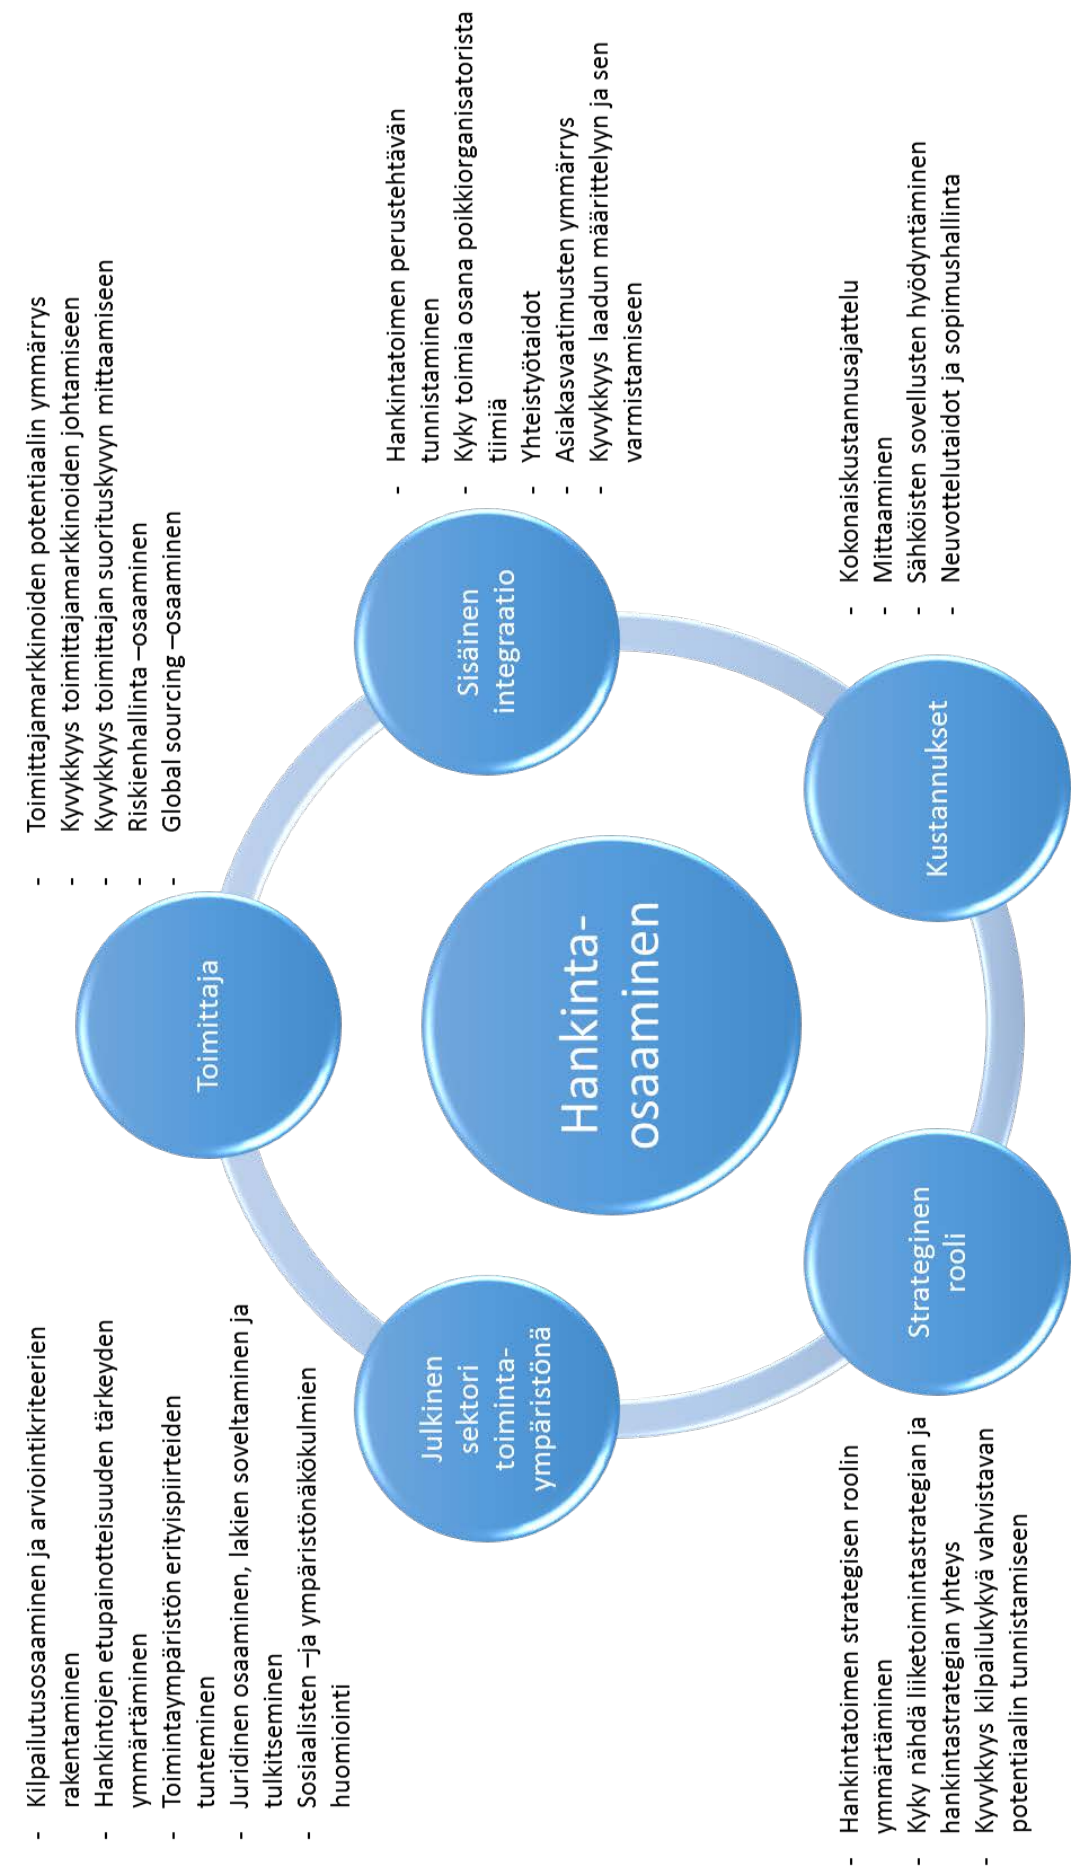 - Kilpailutusosaaminen ja arviointikriteerien
rakentaminen
- Hankintojen etupainotteisuuden tärkeyden
ymmärtäminen
- Toimintaympäristön erityispiirteiden
tunteminen
- Juridinen osaaminen, lakien soveltaminen ja
tulkitseminen
- Sosiaalisten –ja ympäristönäkökulmien
huomiointi
- Toimittajamarkkinoiden potentiaalin ymmärrys
- Kyvykkyys toimittajamarkkinoiden johtamiseen
- Kyvykkyys toimittajan suorituskyvyn mittaamiseen
- Riskienhallinta –osaaminen
- Global sourcing –osaaminen
Toimittaja
Julkinen
sektori
toiminta-
ympäristönä
Sisäinen
integraatio
- Hankintatoimen perustehtävän
tunnistaminen
- Kyky toimia osana poikkiorganisatorista
tiimiä
- Yhteistyötaidot
- Asiakasvaatimusten ymmärrys
- Kyvykkyys laadun määrittelyyn ja sen
varmistamiseen
Hankinta-
osaaminen
- Hankintatoimen strategisen roolin
ymmärtäminen
- Kyky nähdä liiketoimintastrategian ja
hankintastrategian yhteys
- Kyvykkyys kilpailukykyä vahvistavan
potentiaalin tunnistamiseen
Strateginen
rooli
Kustannukset
- Kokonaiskustannusajattelu
- Mittaaminen
- Sähköisten sovellusten hyödyntäminen
- Neuvottelutaidot ja sopimushallinta